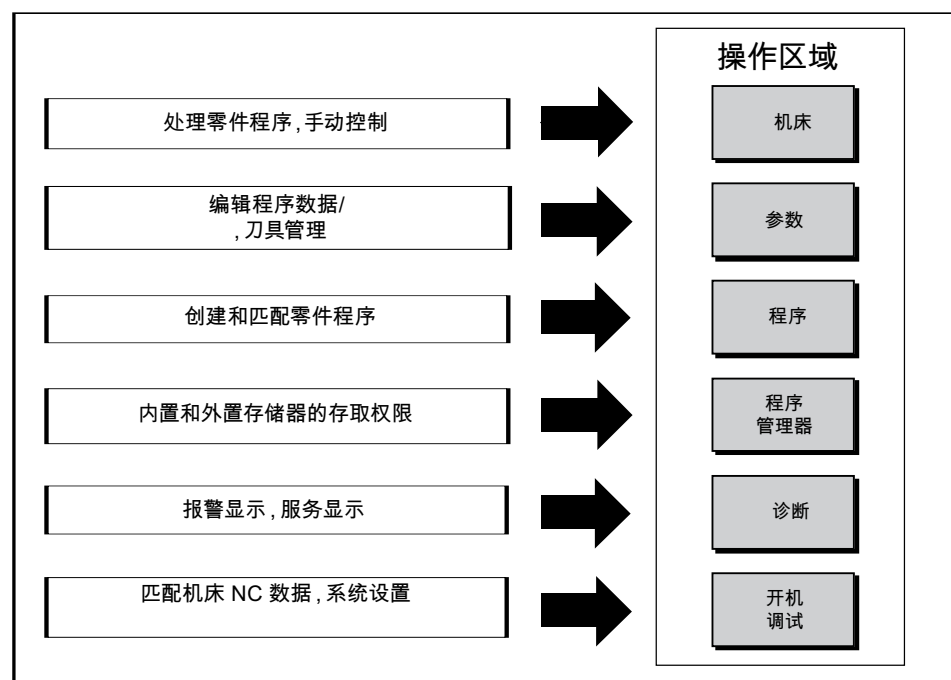 操作区域
处理零件程序,手动控制
机床
编辑程序数据/
,刀具管理
参数
创建和匹配零件程序
程序
内置和外置存储器的存取权限
程序
管理器
报警显示,服务显示
诊断
匹配机床 NC 数据,系统设置
开机
调试